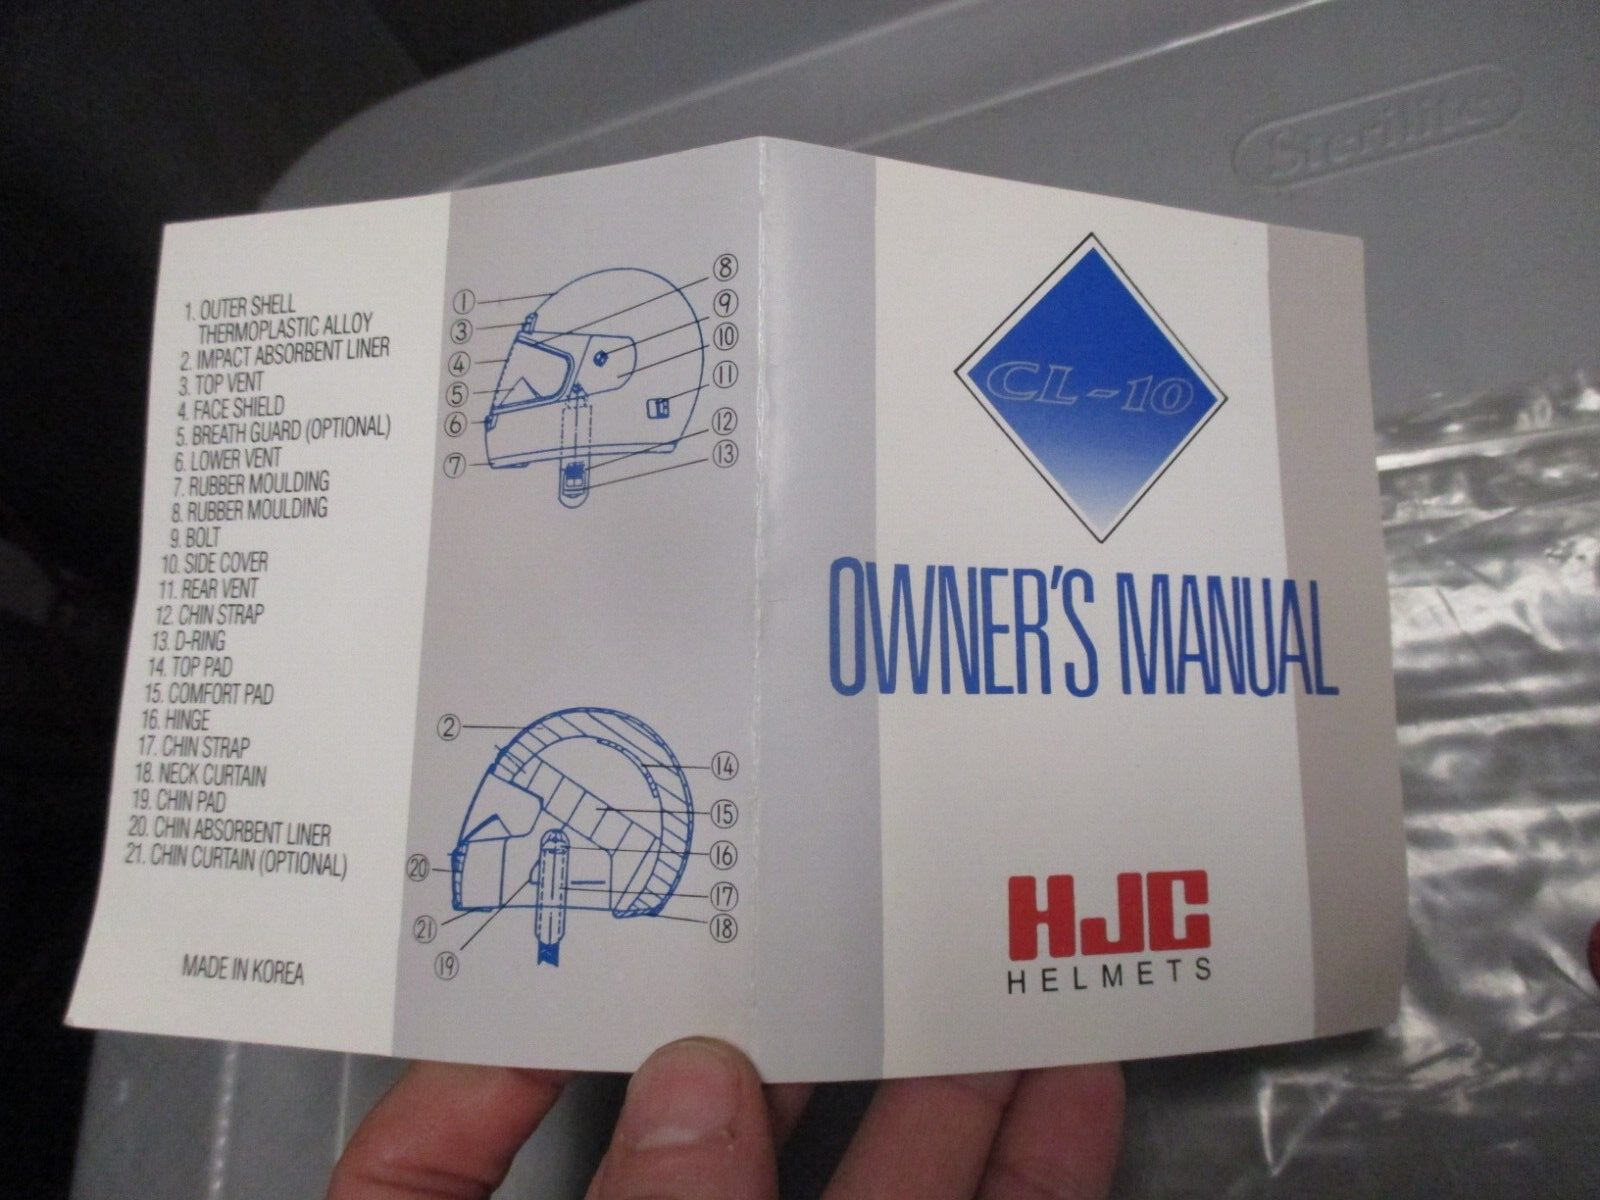 Sterilite
1. OUTER SHELL
THERMOPLASTIC ALLOY
2. IMPACT ABSORBENT LINER
3. TOP VENT
4. FACE SHIELD
5. BREATH GUARD (OPTIONAL)
6. LOWER VENT
7. RUBBER MOULDING
8. RUBBER MOULDING
9. BOLT
10. SIDE COVER
11. REAR VENT
12. CHIN STRAP
13. D-RING
14. TOP PAD
15. COMFORT PAD
16. HINGE
17. CHIN STRAP
18. NECK CURTAIN
19. CHIN PAD
20. CHIN ABSORBENT LINER
21. CHIN CURTAIN (OPTIONAL)
MADE IN KOREA
1
3
4
5
6
7
8
9
10
11
12
13
2
20
21
19
14
15
16
17
18
CL-10
OWNER'S MANUAL
HJC
HELMETS